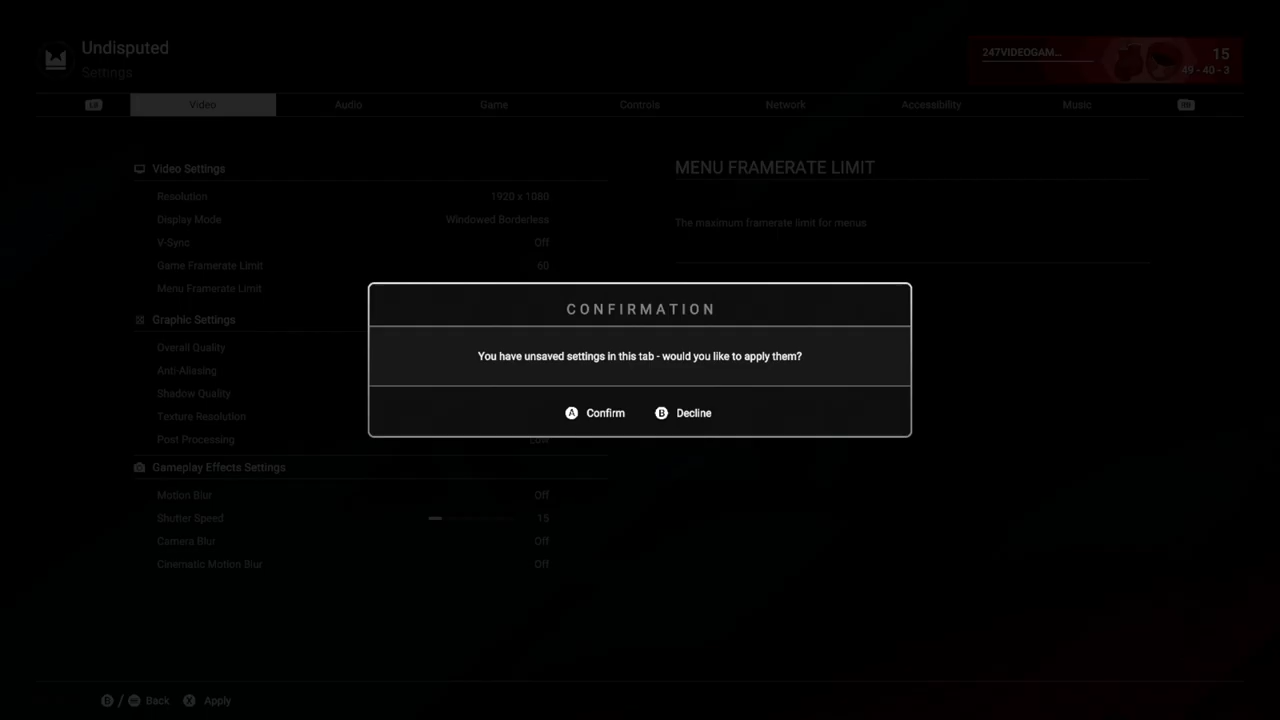 Undisputed
Settings
247VIDEOGAM...
15
49 - 40 - 3
LB Video Audio Game Controls Network Accessibility Music RB
Video Settings
Resolution 1920 x 1080
Display Mode Windowed Borderless
V-Sync Off
Game Framerate Limit 60
Menu Framerate Limit
Graphic Settings
Overall Quality
Anti-Aliasing
Shadow Quality
Texture Resolution
Post Processing Low
Gameplay Effects Settings
Motion Blur Off
Shutter Speed 15
Camera Blur Off
Cinematic Motion Blur Off
MENU FRAMERATE LIMIT
The maximum framerate limit for menus
CONFIRMATION
You have unsaved settings in this tab - would you like to apply them?
A Confirm B Decline
B / Back X Apply